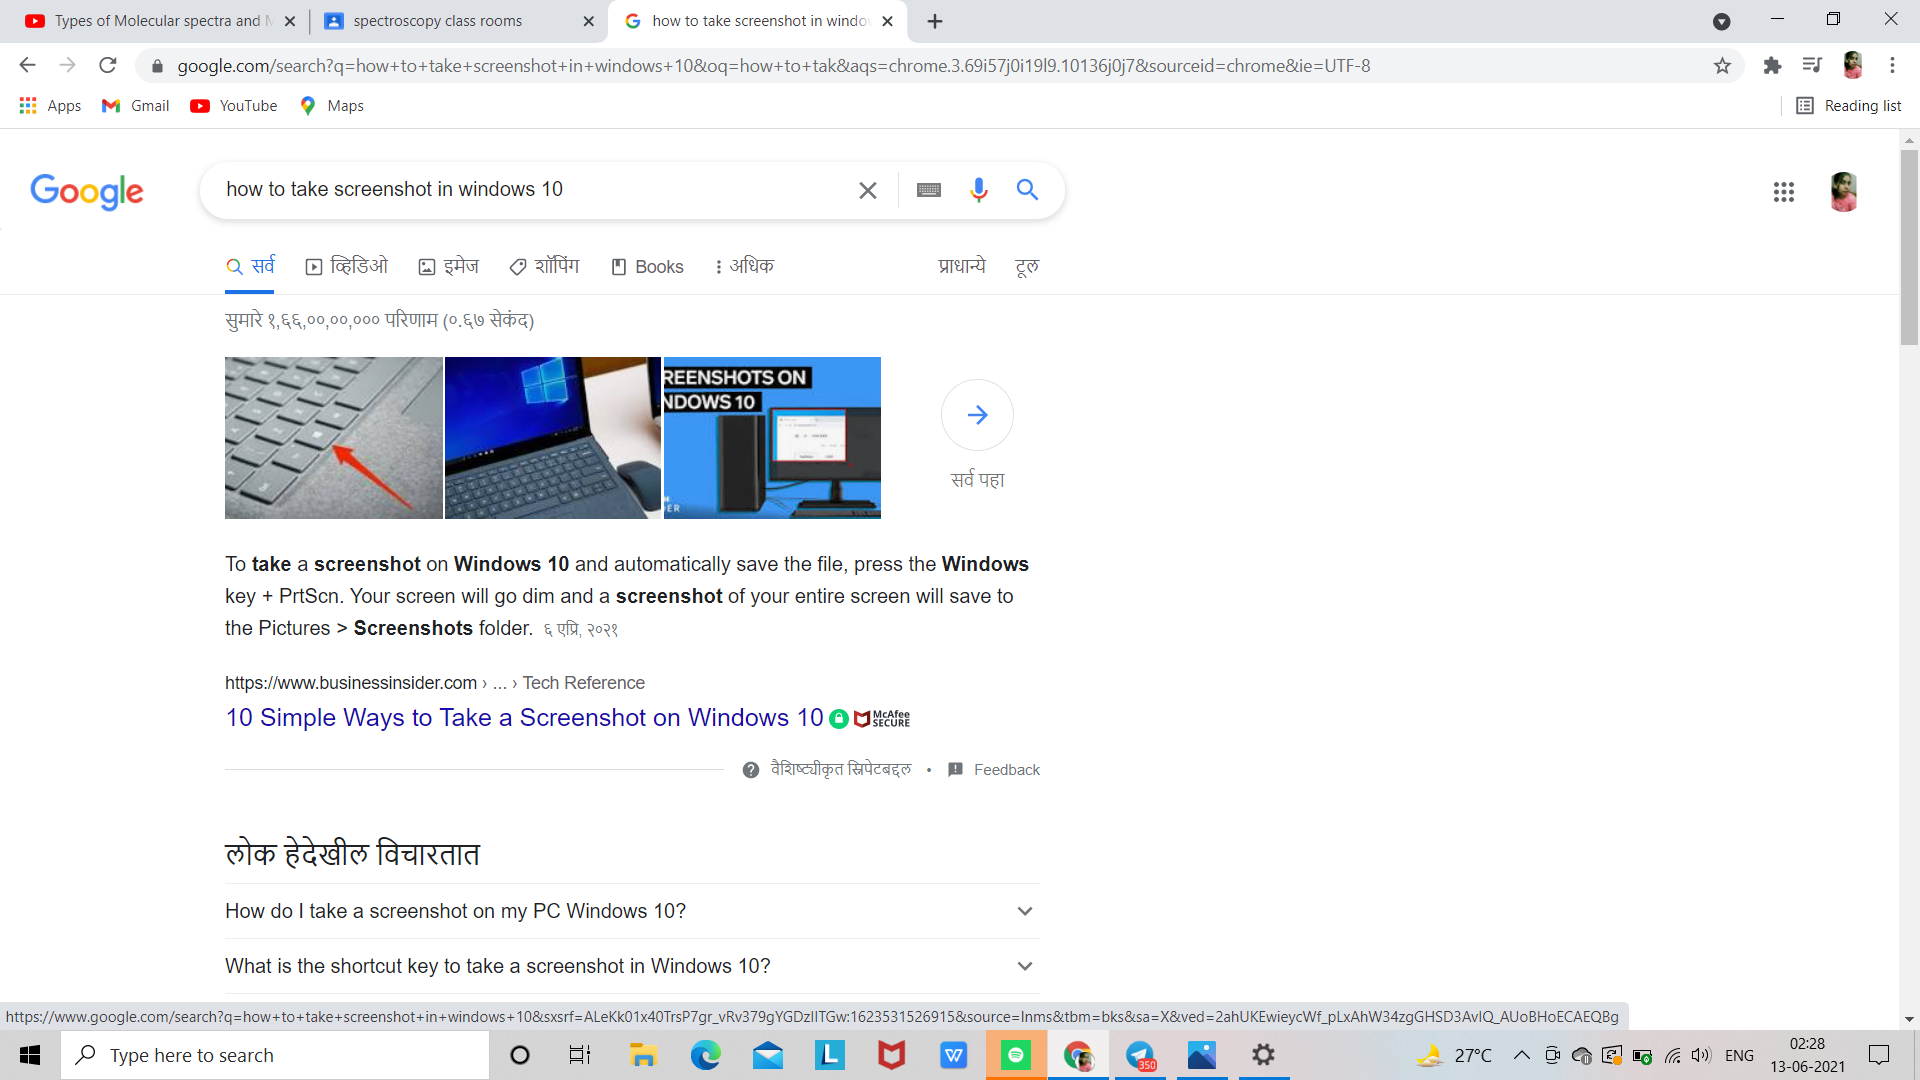 Types of Molecular spectra and
spectroscopy class rooms
how to take screenshot in windo
google.com/search?q=how+to+take+screenshot+in+windows+10&oq=how+to+tak&aqs=chrome.3.69i57j0i19l9.10136j0j7&sourceid=chrome&ie=UTF-8
Apps Gmail YouTube Maps Reading list
Google how to take screenshot in windows 10
सर्व व्हिडिओ इमेज शॉपिंग Books अधिक प्राधान्ये टूल
सुमारे १,६६,००,००,००० परिणाम (०.६७ सेकंद)
REENSHOTS ON
NDOWS 10
सर्व पहा
To take a screenshot on Windows 10 and automatically save the file, press the Windows
key + PrtScn. Your screen will go dim and a screenshot of your entire screen will save to
the Pictures > Screenshots folder. ६ एप्रि, २०२१
https://www.businessinsider.com › ... › Tech Reference
10 Simple Ways to Take a Screenshot on Windows 10 McAfee SECURE
वैशिष्ट्यीकृत स्निपेटबद्दल • Feedback
लोक हेदेखील विचारतात
How do I take a screenshot on my PC Windows 10?
What is the shortcut key to take a screenshot in Windows 10?
https://www.google.com/search?q=how+to+take+screenshot+in+windows+10&sxsrf=ALeKk01x40TrsP7gr_vRv379gYGDzIITGw:1623531526915&source=lnms&tbm=bks&sa=X&ved=2ahUKEwieycWf_pLxAhW34zgGHSD3AvIQ_AUoBHoECAEQBg
Type here to search
350
27°C
ENG
02:28
13-06-2021